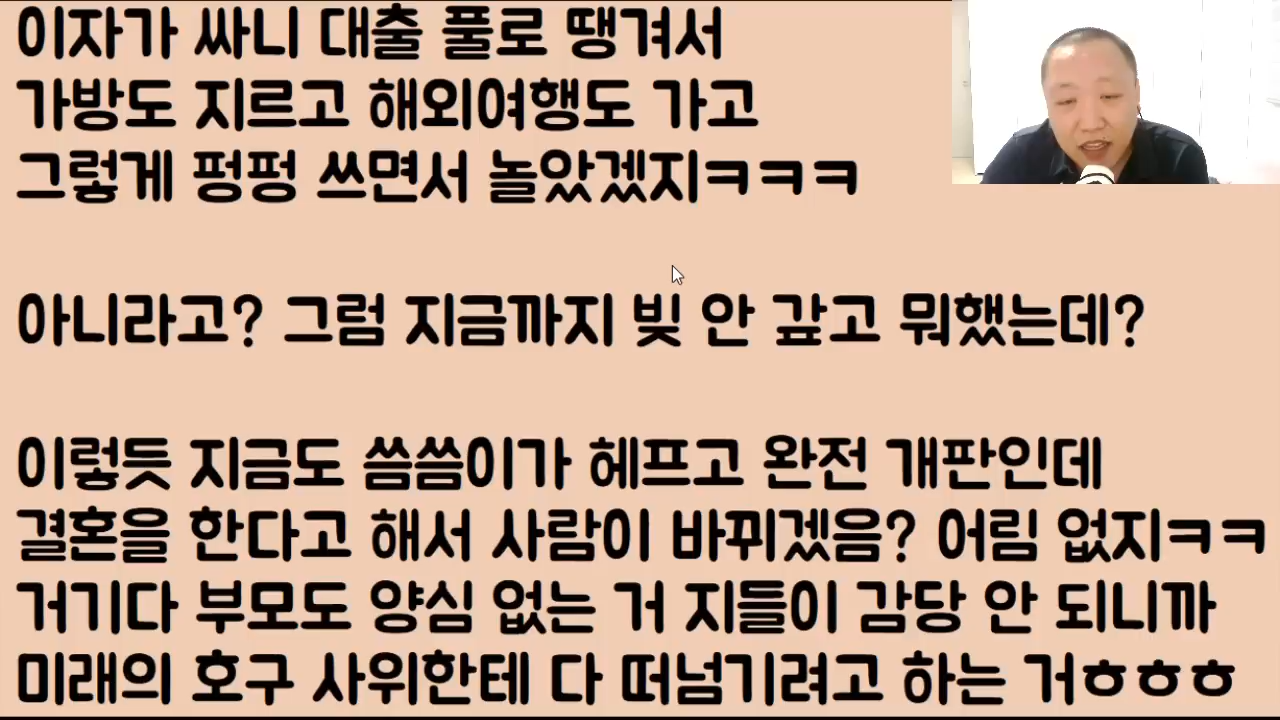 이자가 싸니 대출 풀로 땡겨서
가방도 지르고 해외여행도 가고
그렇게 펑펑 쓰면서 놀았겠지ㅋㅋㅋ
아니라고? 그럼 지금까지 빚 안 갚고 뭐했는데?
이렇듯 지금도 씀씀이가 헤프고 완전 개판인데
결혼을 한다고 해서 사람이 바뀌겠음? 어림 없지ㅋㅋ
거기다 부모도 양심 없는 거 지들이 감당 안 되니까
미래의 호구 사위한테 다 떠넘기려고 하는 거ㅎㅎㅎ